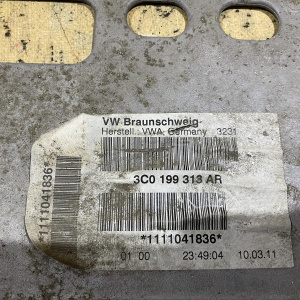 VW Braunschweig
Herstell.: VWA, Germany 3231
3C0 199 313 AR
*1111041836*
*1111041836*
01 00 23:49:04 10.03.11